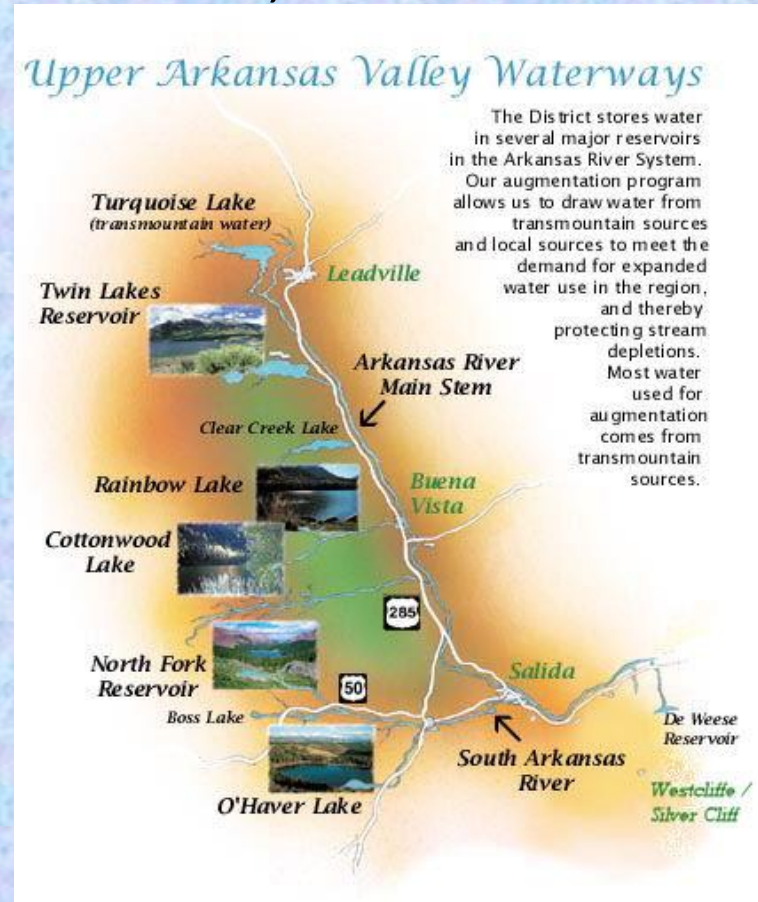 Upper Arkansas Valley Waterways
The District stores water
in several major reservoirs
in the Arkansas River System.
Our augmentation program
allows us to draw water from
transmountain sources
and local sources to meet the
demand for expanded
water use in the region,
and thereby
protecting stream
depletions.
Most water
used for
augmentation
comes from
transmountain
sources.
Turquoise Lake
(transmountain water)
Leadville
Twin Lakes
Reservoir
Arkansas River
Main Stem
Clear Creek Lake
Rainbow Lake
Buena
Vista
Cottonwood
Lake
285
North Fork
Reservoir
50
Salida
Boss Lake
De Weese
Reservoir
South Arkansas
River
O'Haver Lake
Westcliffe /
Silver Cliff